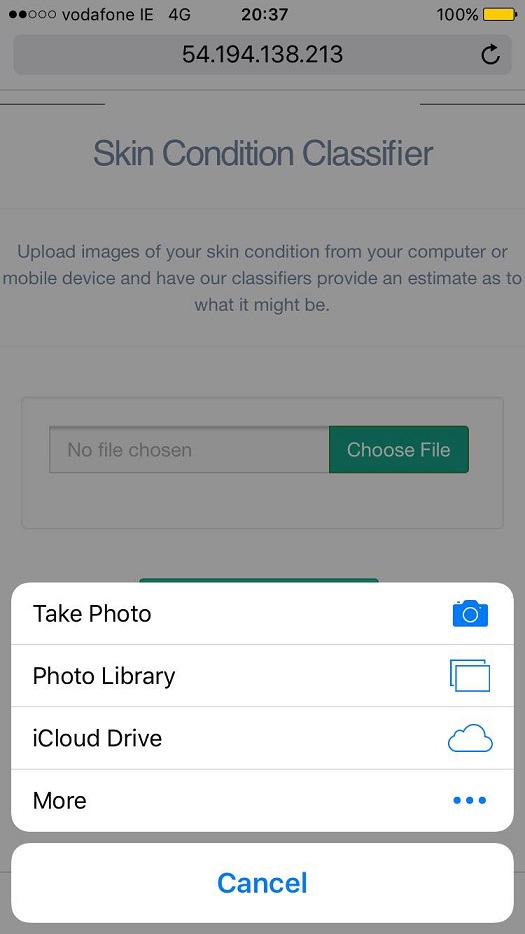 vodafone IE 4G 20:37 100%
54.194.138.213
Skin Condition Classifier
Upload images of your skin condition from your computer or
mobile device and have our classifiers provide an estimate as to
what it might be.
No file chosen Choose File
Take Photo
Photo Library
iCloud Drive
More
Cancel